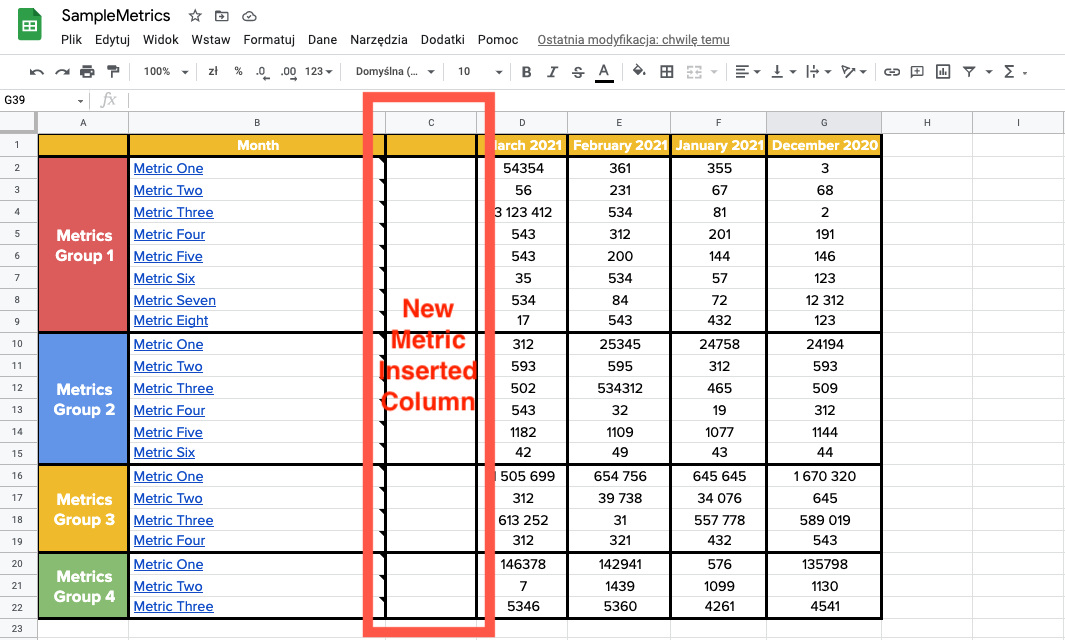 SampleMetrics
Plik Edytuj Widok Wstaw Formatuj Dane Narzędzia Dodatki Pomoc Ostatnia modyfikacja: chwilę temu
100% zł % .0 .00 123 Domyślna (... 10 B I S A
G39 fx
A B C D E F G H I
1 Month arch 2021 February 2021 January 2021 December 2020
2 Metric One 54354 361 355 3
3 Metric Two 56 231 67 68
4 Metric Three 3 123 412 534 81 2
5 Metric Four 543 312 201 191
Metrics Group 1
6 Metric Five 543 200 144 146
7 Metric Six 35 534 57 123
8 Metric Seven 534 84 72 12 312
9 Metric Eight 17 543 432 123
10 Metric One 312 25345 24758 24194
11 Metric Two 593 595 312 593
12 Metric Three 502 534312 465 509
Metrics Group 2
13 Metric Four 543 32 19 312
14 Metric Five 1182 1109 1077 1144
15 Metric Six 42 49 43 44
16 Metric One 505 699 654 756 645 645 1 670 320
17 Metric Two 312 39 738 34 076 645
Metrics Group 3
18 Metric Three 613 252 31 557 778 589 019
19 Metric Four 312 321 432 543
20 Metric One 146378 142941 576 135798
Metrics Group 4
21 Metric Two 7 1439 1099 1130
22 Metric Three 5346 5360 4261 4541
23
New
Metric
Inserted
Column